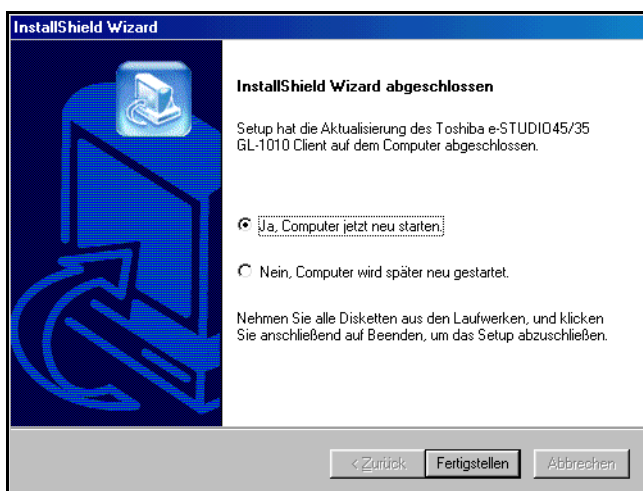 InstallShield Wizard
InstallShield Wizard abgeschlossen
Setup hat die Aktualisierung des Toshiba e-STUDIO45/35
GL-1010 Client auf dem Computer abgeschlossen.
Ja, Computer jetzt neu starten.
Nein, Computer wird später neu gestartet.
Nehmen Sie alle Disketten aus den Laufwerken, und klicken
Sie anschließend auf Beenden, um das Setup abzuschließen.
< Zurück
Fertigstellen
Abbrechen